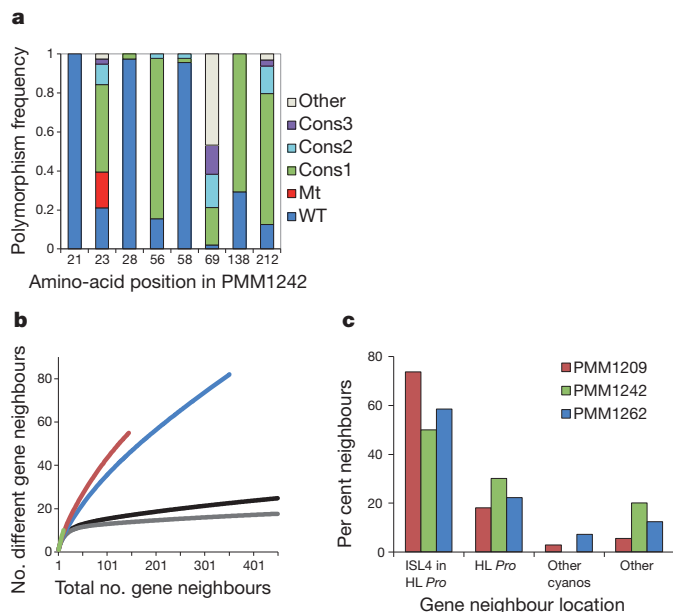 a
Polymorphism frequency
1
0.8
0.6
0.4
0.2
0
21 23 28 56 58 69 138 212
Amino-acid position in PMM1242
Other
Cons3
Cons2
Cons1
Mt
WT
b
No. different gene neighbours
80
60
40
20
0
1 101 201 301 401
Total no. gene neighbours
c
Per cent neighbours
80
60
40
20
0
PMM1209
PMM1242
PMM1262
ISL4 in
HL Pro
HL Pro
Other
cyanos
Other
Gene neighbour location